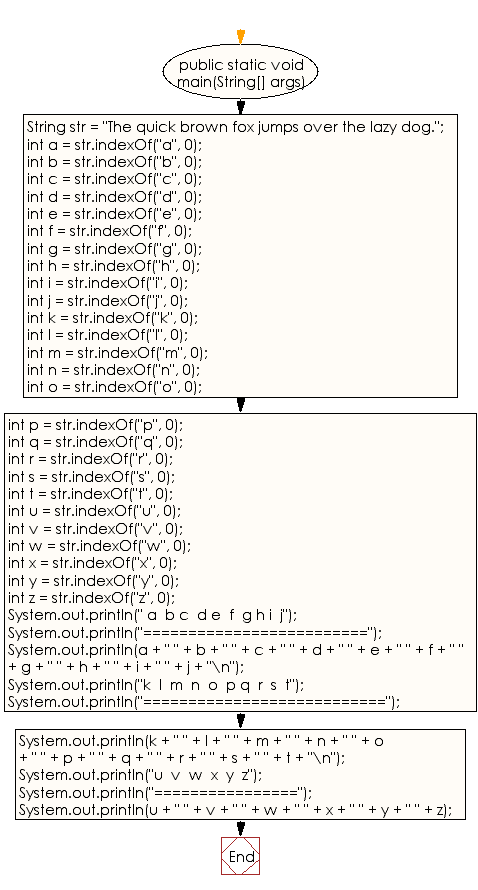 public static void
main(String[] args)
String str = "The quick brown fox jumps over the lazy dog.";
int a = str.indexOf("a", 0);
int b = str.indexOf("b", 0);
int c = str.indexOf("c", 0);
int d = str.indexOf("d", 0);
int e = str.indexOf("e", 0);
int f = str.indexOf("f", 0);
int g = str.indexOf("g", 0);
int h = str.indexOf("h", 0);
int i = str.indexOf("i", 0);
int j = str.indexOf("j", 0);
int k = str.indexOf("k", 0);
int l = str.indexOf("l", 0);
int m = str.indexOf("m", 0);
int n = str.indexOf("n", 0);
int o = str.indexOf("o", 0);
int p = str.indexOf("p", 0);
int q = str.indexOf("q", 0);
int r = str.indexOf("r", 0);
int s = str.indexOf("s", 0);
int t = str.indexOf("t", 0);
int u = str.indexOf("u", 0);
int v = str.indexOf("v", 0);
int w = str.indexOf("w", 0);
int x = str.indexOf("x", 0);
int y = str.indexOf("y", 0);
int z = str.indexOf("z", 0);
System.out.println(" a  b c  d e  f  g h i  j");
System.out.println("=========================");
System.out.println(a + " " + b + " " + c + " " + d + " " + e + " " + f + " "
+ g + " " + h + " " + i + " " + j + "\n");
System.out.println("k  l  m  n  o  p q  r  s  t");
System.out.println("===========================");
System.out.println(k + " " + l + " " + m + " " + n + " " + o
+ " " + p + " " + q + " " + r + " " + s + " " + t + "\n");
System.out.println("u  v  w  x  y  z");
System.out.println("================");
System.out.println(u + " " + v + " " + w + " " + x + " " + y + " " + z);
End